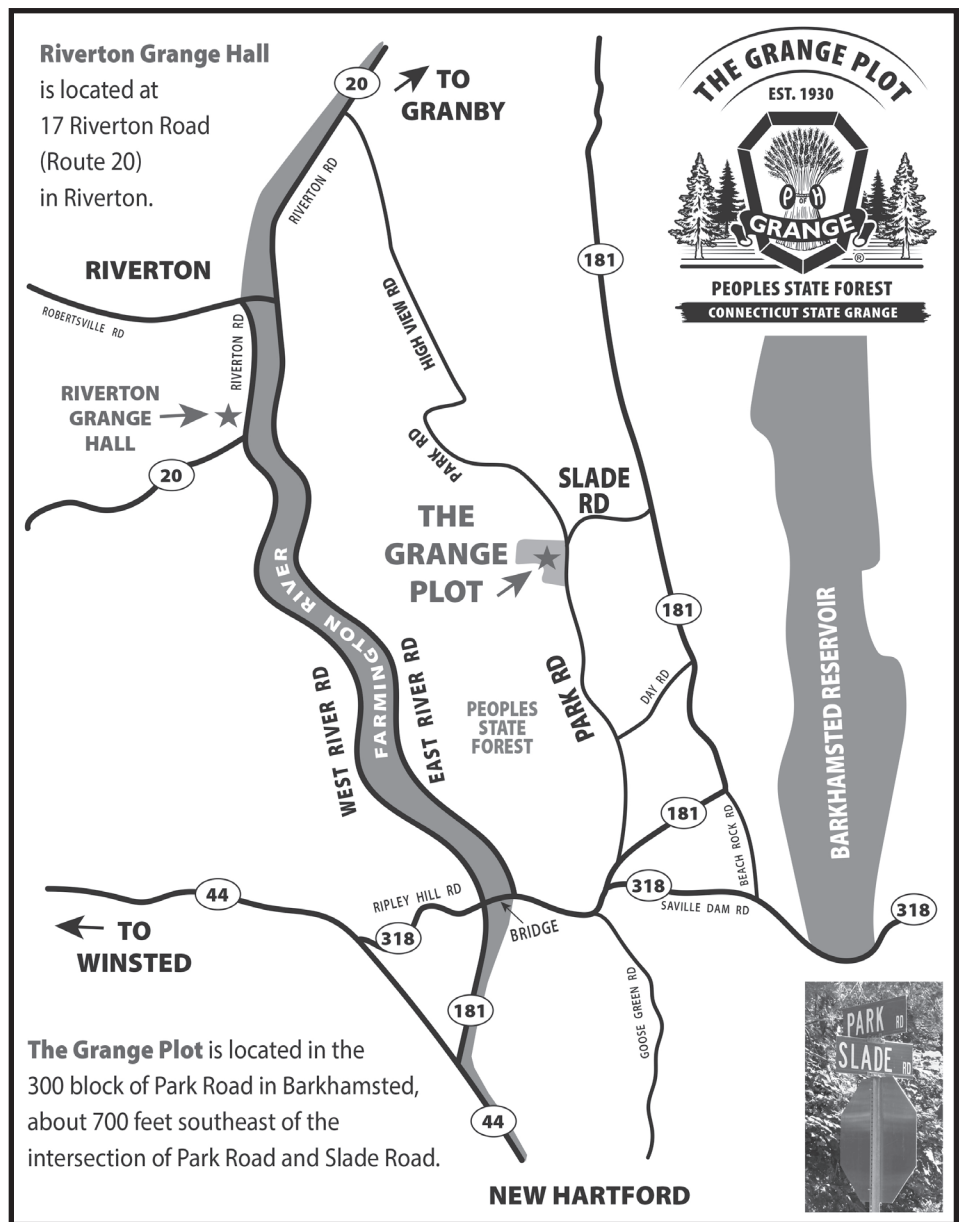 Riverton Grange Hall
is located at
17 Riverton Road
(Route 20)
in Riverton.
20
TO
GRANBY
THE GRANGE PLOT
EST. 1930
P OF H
GRANGE
®
PEOPLES STATE FOREST
CONNECTICUT STATE GRANGE
RIVERTON RD
181
RIVERTON
ROBERTSVILLE RD
RIVERTON RD
HIGH VIEW RD
RIVERTON
GRANGE
HALL
PARK RD
20
SLADE
RD
THE
GRANGE
PLOT
181
FARMINGTON RIVER
WEST RIVER RD
EAST RIVER RD
PEOPLES
STATE
FOREST
PARK RD
DAY RD
BARKHAMSTED RESERVOIR
181
BEACH ROCK RD
44
RIPLEY HILL RD
318
318
SAVILLE DAM RD
318
BRIDGE
TO
WINSTED
181
GOOSE GREEN RD
PARK RD
SLADE RD
The Grange Plot is located in the
300 block of Park Road in Barkhamsted,
about 700 feet southeast of the
intersection of Park Road and Slade Road.
44
NEW HARTFORD